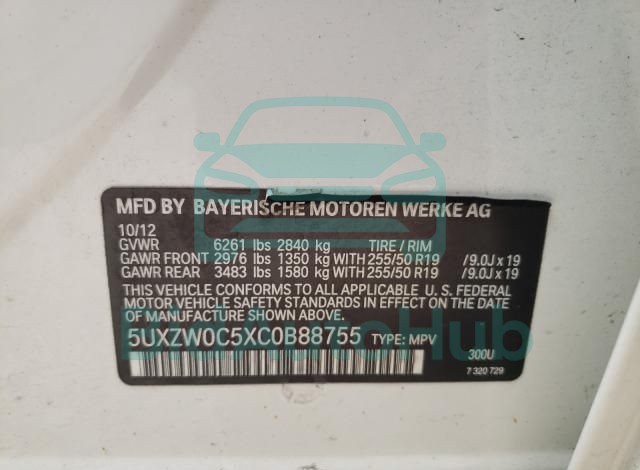 MFD BY BAYERISCHE MOTOREN WERKE AG
10/12
GVWR 6261 lbs 2840 kg TIRE / RIM
GAWR FRONT 2976 lbs 1350 kg WITH 255/50 R19 /9.0J x 19
GAWR REAR 3483 lbs 1580 kg WITH 255/50 R19 /9.0J x 19
THIS VEHICLE CONFORMS TO ALL APPLICABLE U. S. FEDERAL
MOTOR VEHICLE SAFETY STANDARDS IN EFFECT ON THE DATE
OF MANUFACTURE SHOWN ABOVE.
5UXZW0C5XC0B88755 TYPE: MPV 300U
7 320 729